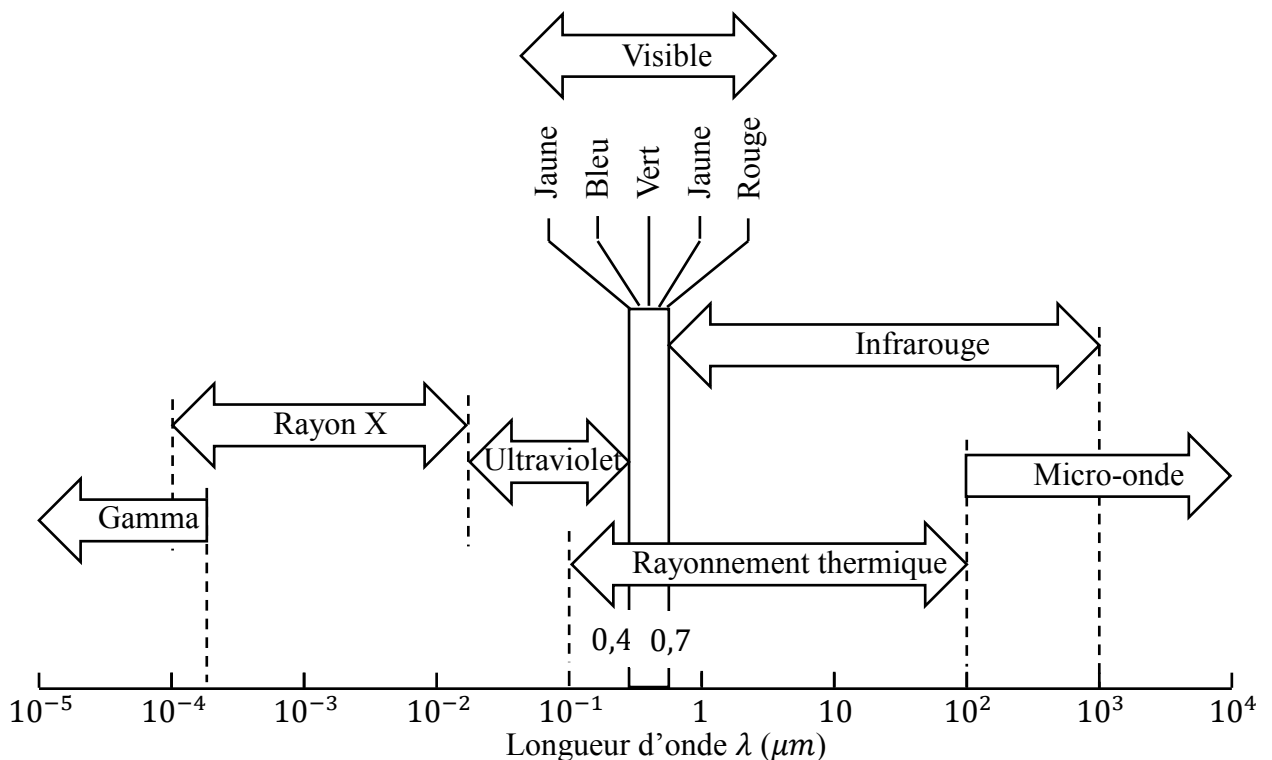 Visible
Jaune
Bleu
Vert
Jaune
Rouge
Infrarouge
Rayon X
Ultraviolet
Micro-onde
Gamma
Rayonnement thermique
0,4 0,7
10⁻⁵ 10⁻⁴ 10⁻³ 10⁻² 10⁻¹ 1 10 10² 10³ 10⁴
Longueur d’onde λ (μm)